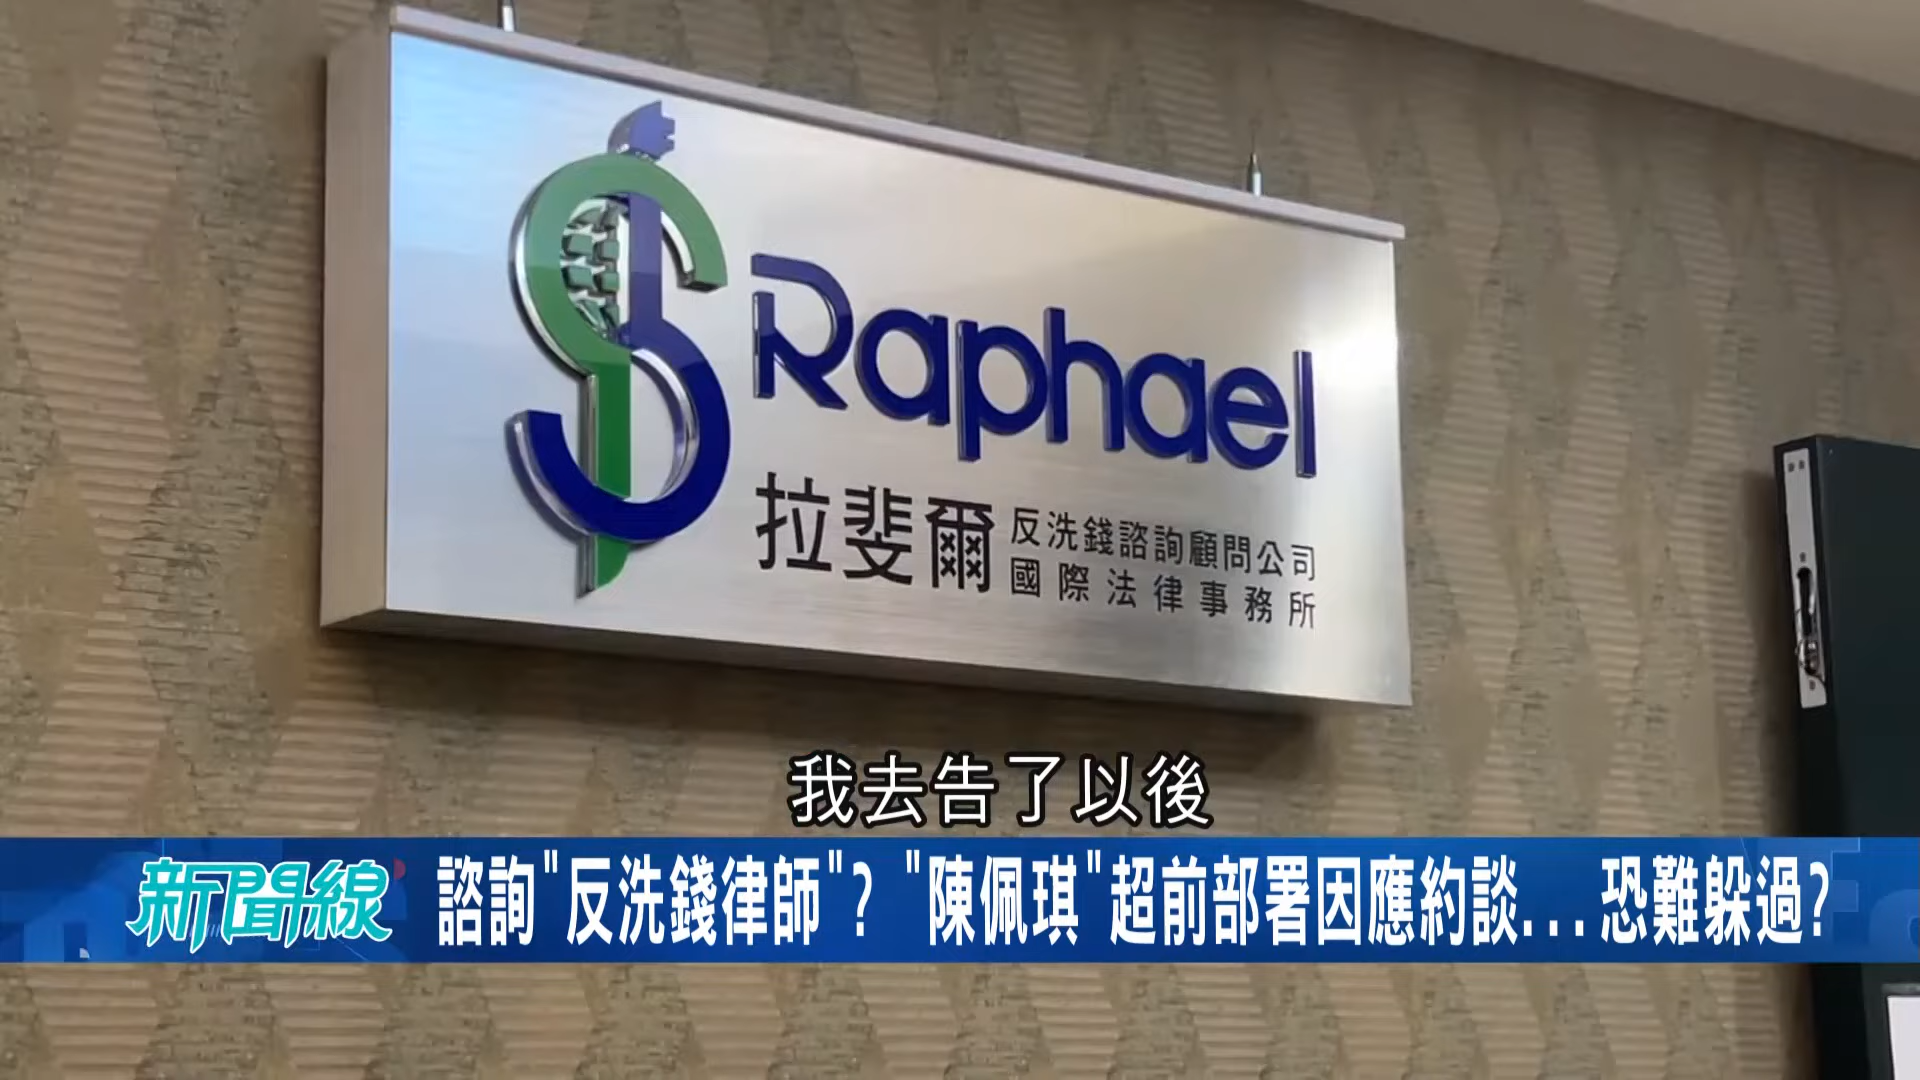 Raphael
拉斐爾
反洗錢諮詢顧問公司
國際法律事務所
我去告了以後
新聞線
諮詢"反洗錢律師"? "陳佩琪"超前部署因應約談...恐難躲過?